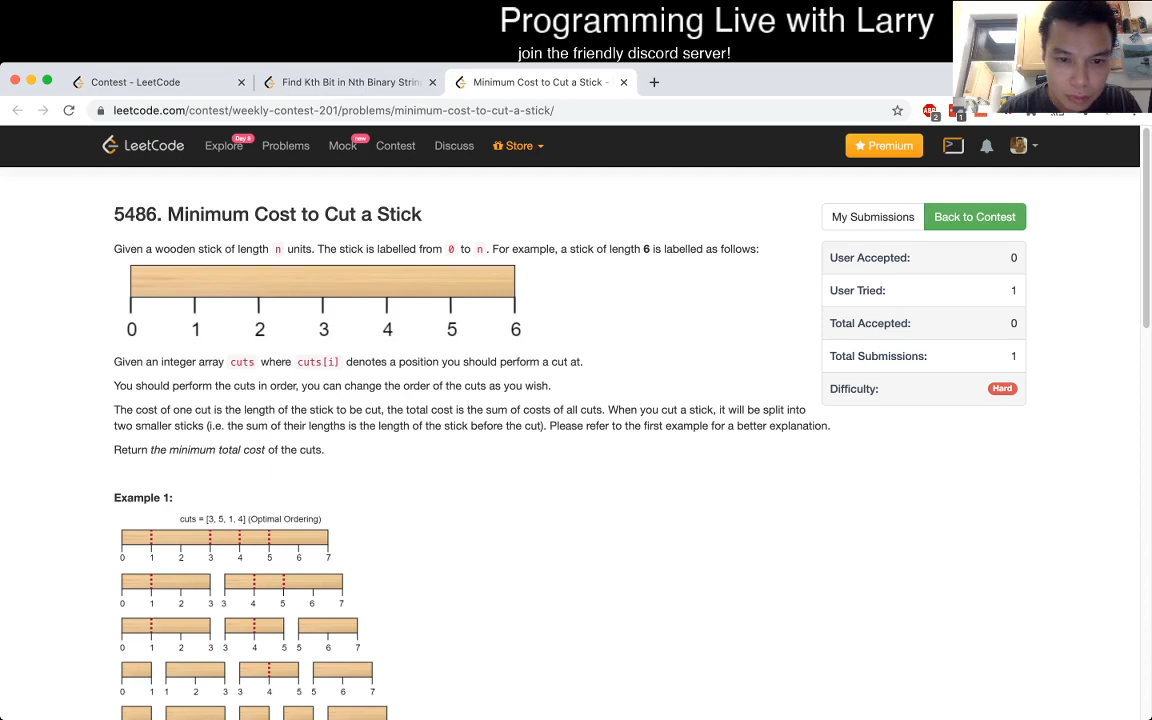 Programming Live with Larry
join the friendly discord server!
Contest - LeetCode
Find Kth Bit in Nth Binary Strin
Minimum Cost to Cut a Stick -
leetcode.com/contest/weekly-contest-201/problems/minimum-cost-to-cut-a-stick/
ABP 2 1
LeetCode Explore Day 8 Problems Mock new Contest Discuss Store Premium
5486. Minimum Cost to Cut a Stick
My Submissions Back to Contest
Given a wooden stick of length n units. The stick is labelled from 0 to n. For example, a stick of length 6 is labelled as follows:
0 1 2 3 4 5 6
User Accepted: 0
User Tried: 1
Total Accepted: 0
Total Submissions: 1
Difficulty: Hard
Given an integer array cuts where cuts[i] denotes a position you should perform a cut at.
You should perform the cuts in order, you can change the order of the cuts as you wish.
The cost of one cut is the length of the stick to be cut, the total cost is the sum of costs of all cuts. When you cut a stick, it will be split into
two smaller sticks (i.e. the sum of their lengths is the length of the stick before the cut). Please refer to the first example for a better explanation.
Return the minimum total cost of the cuts.
Example 1:
cuts = [3, 5, 1, 4] (Optimal Ordering)
0 1 2 3 4 5 6 7
0 1 2 3 3 4 5 6 7
0 1 2 3 3 4 5 5 6 7
0 1 1 2 3 3 4 5 5 6 7